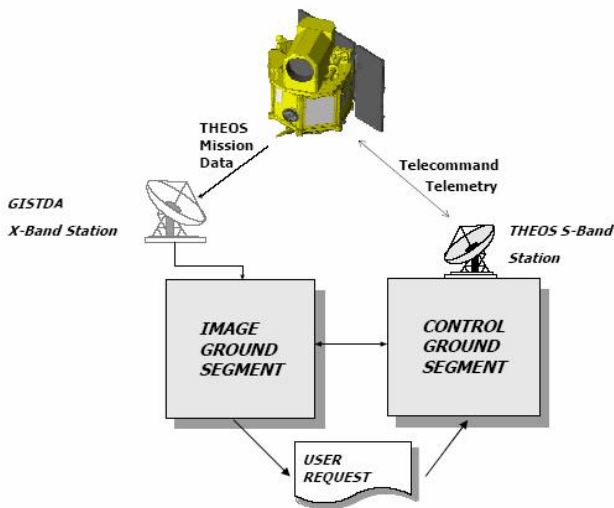 THEOS
Mission
Data
Telecommand
Telemetry
GISTDA
X-Band Station
THEOS S-Band
Station
IMAGE
GROUND
SEGMENT
CONTROL
GROUND
SEGMENT
USER
REQUEST